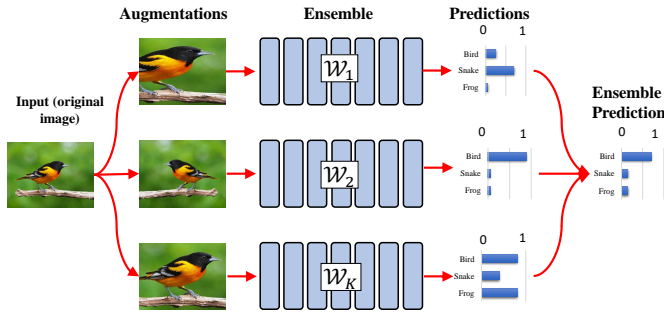 Augmentations
Ensemble
Predictions
Input (original
image)
𝒲1
0 1
Bird
Snake
Frog
Ensemble
Prediction
𝒲2
0 1
Bird
Snake
Frog
0 1
Bird
Snake
Frog
𝒲K
0 1
Bird
Snake
Frog